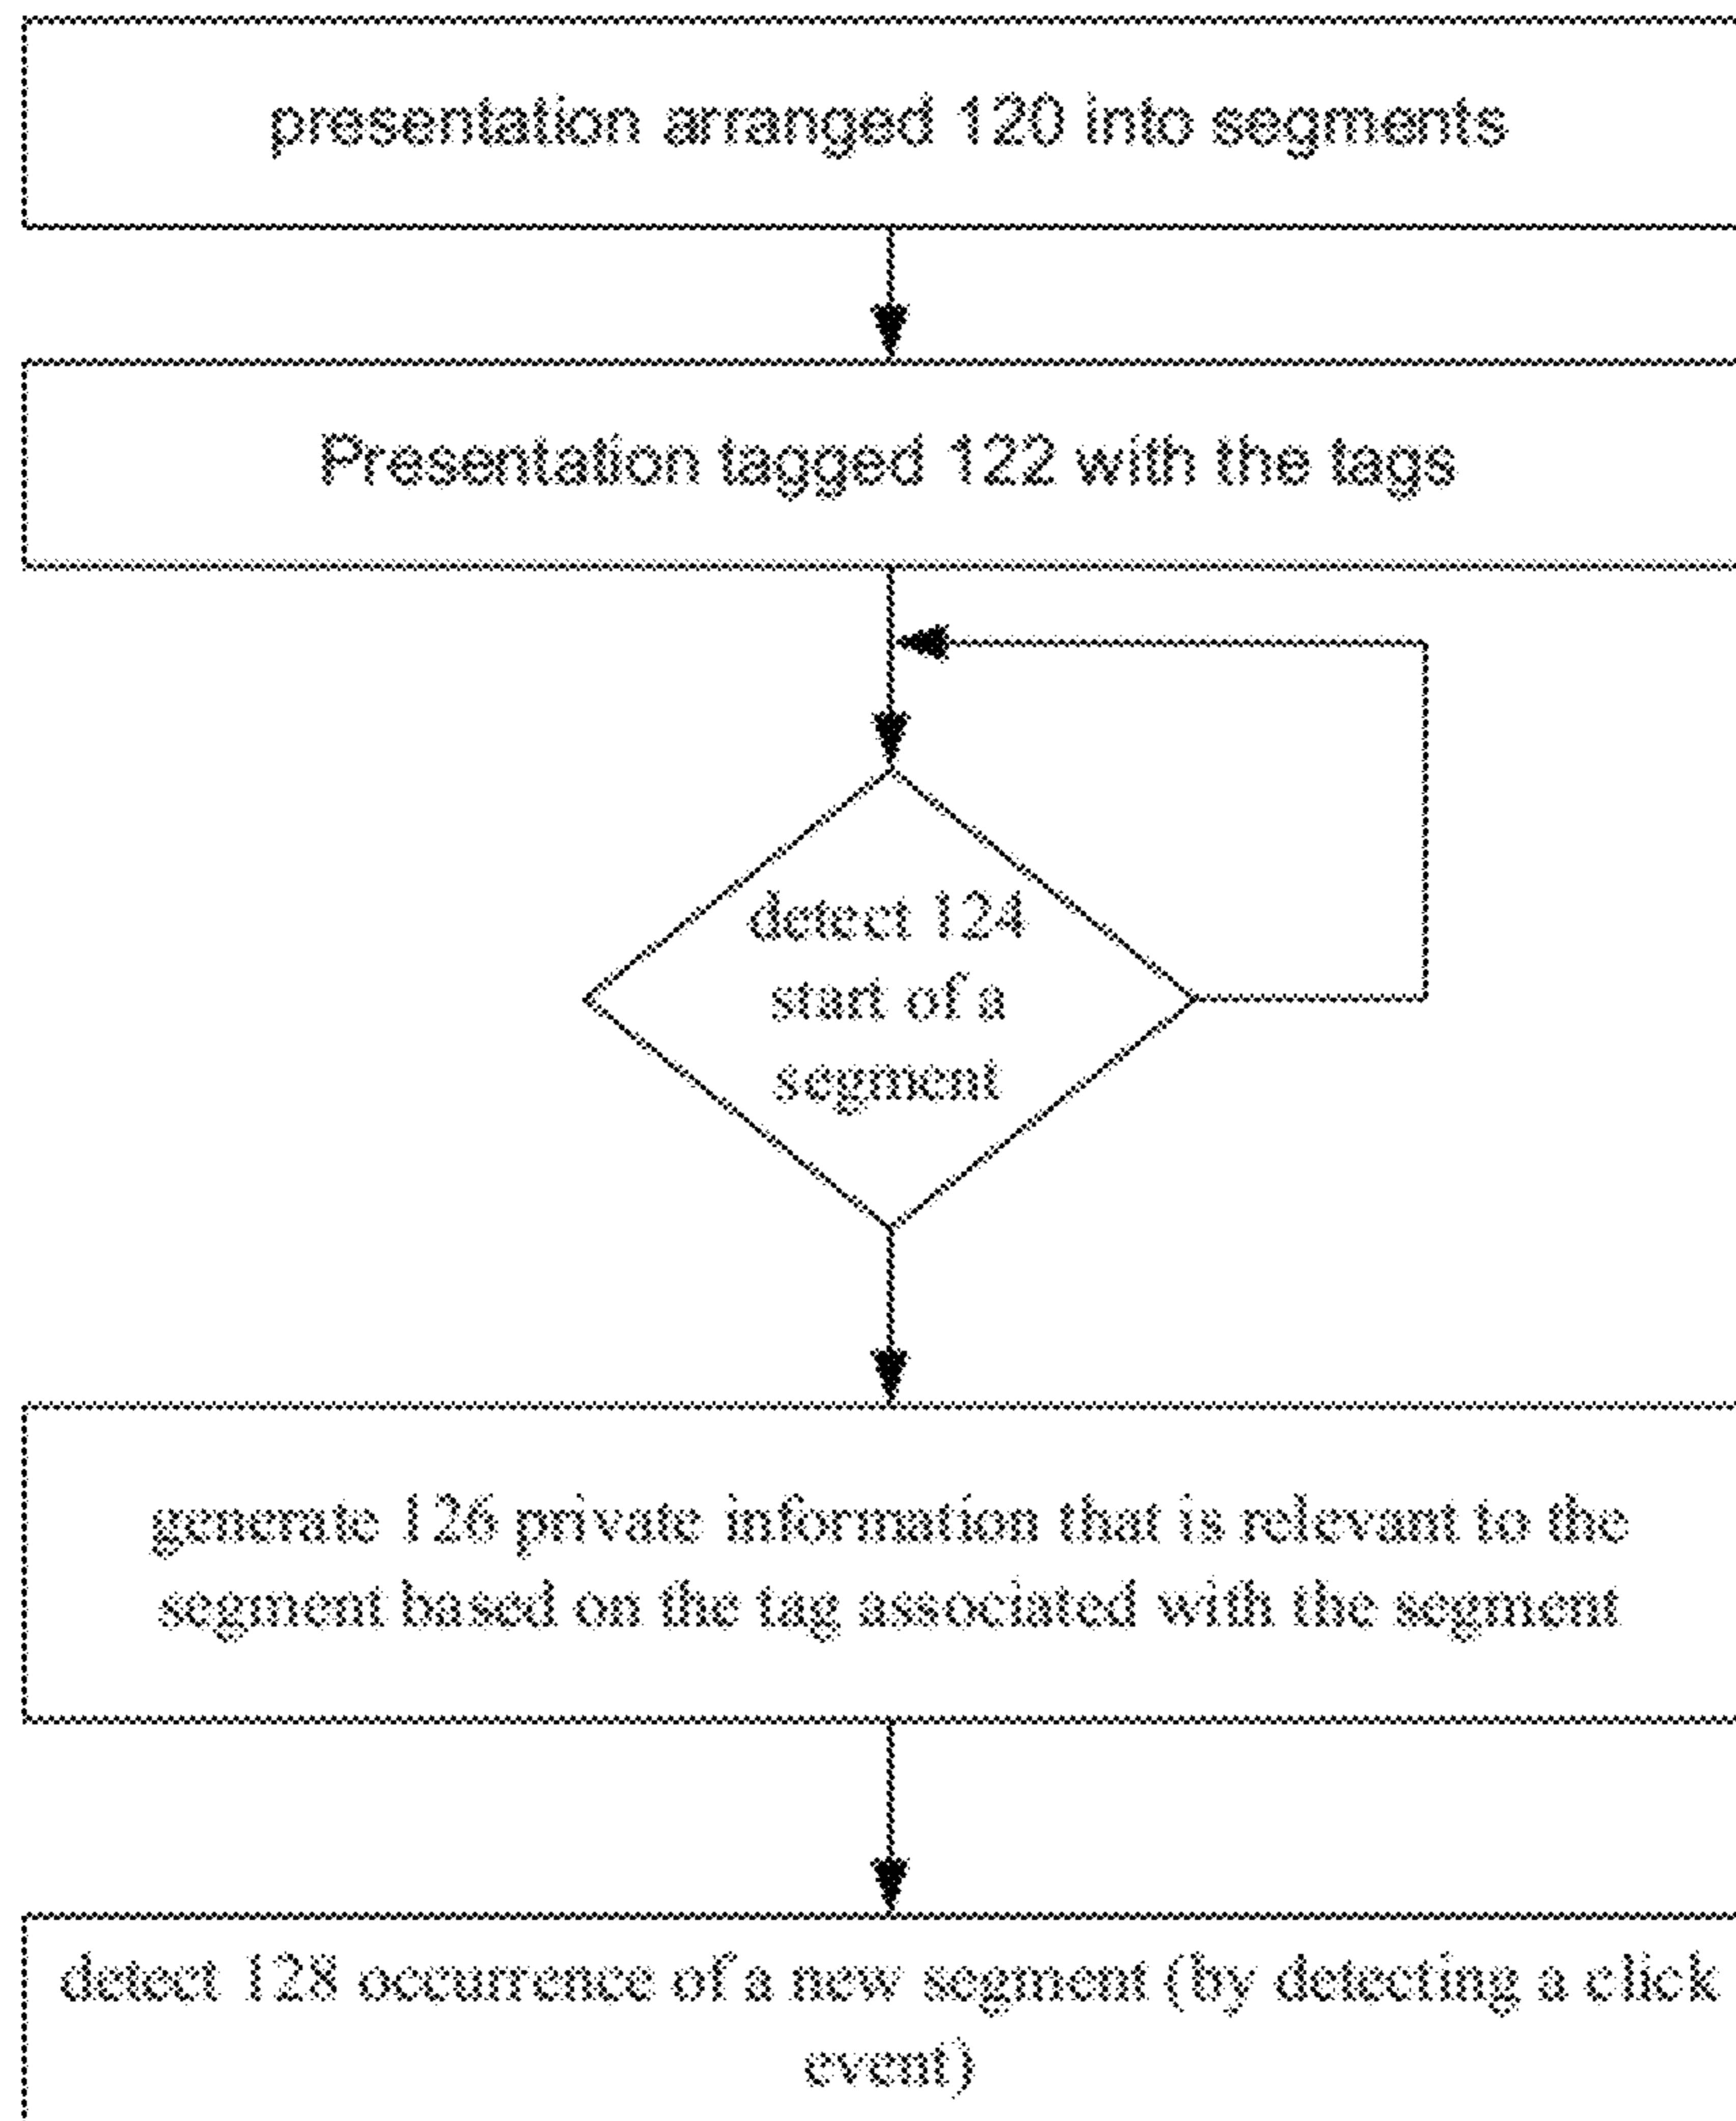 presentation arranged 120 into segments
Presentation tagged 122 with the tags
detect 124
start of a
segment
generate 126 private information that is relevant to the
segment based on the tag associated with the segment
detect 128 occurrence of a new segment (by detecting a click
event)